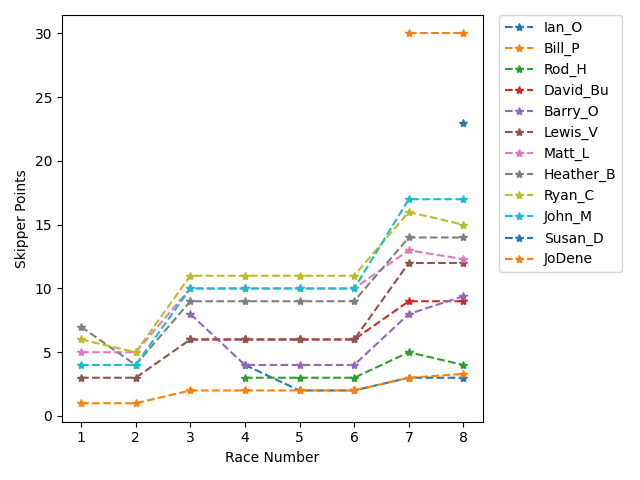 30
25
20
15
10
5
0
Skipper Points
1 2 3 4 5 6 7 8
Race Number
Ian_O
Bill_P
Rod_H
David_Bu
Barry_O
Lewis_V
Matt_L
Heather_B
Ryan_C
John_M
Susan_D
JoDene